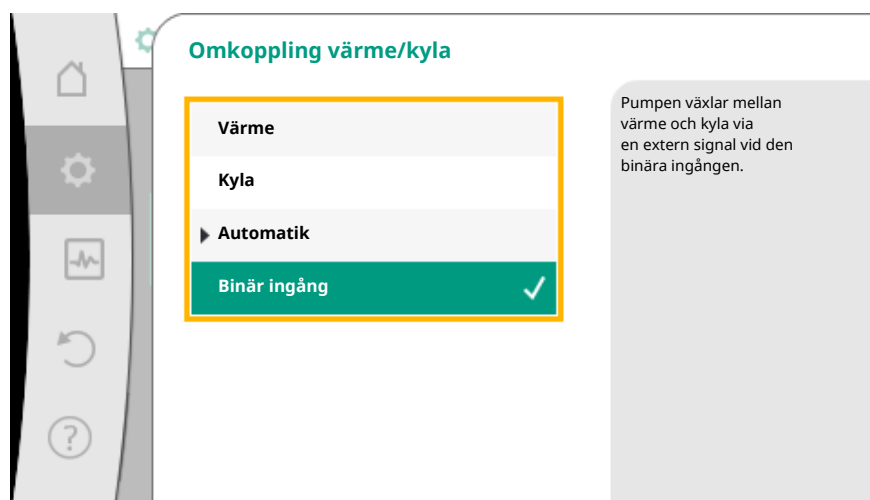 Omkoppling värme/kyla
Värme
Kyla
Automatik
Binär ingång
Pumpen växlar mellan
värme och kyla via
en extern signal vid den
binära ingången.